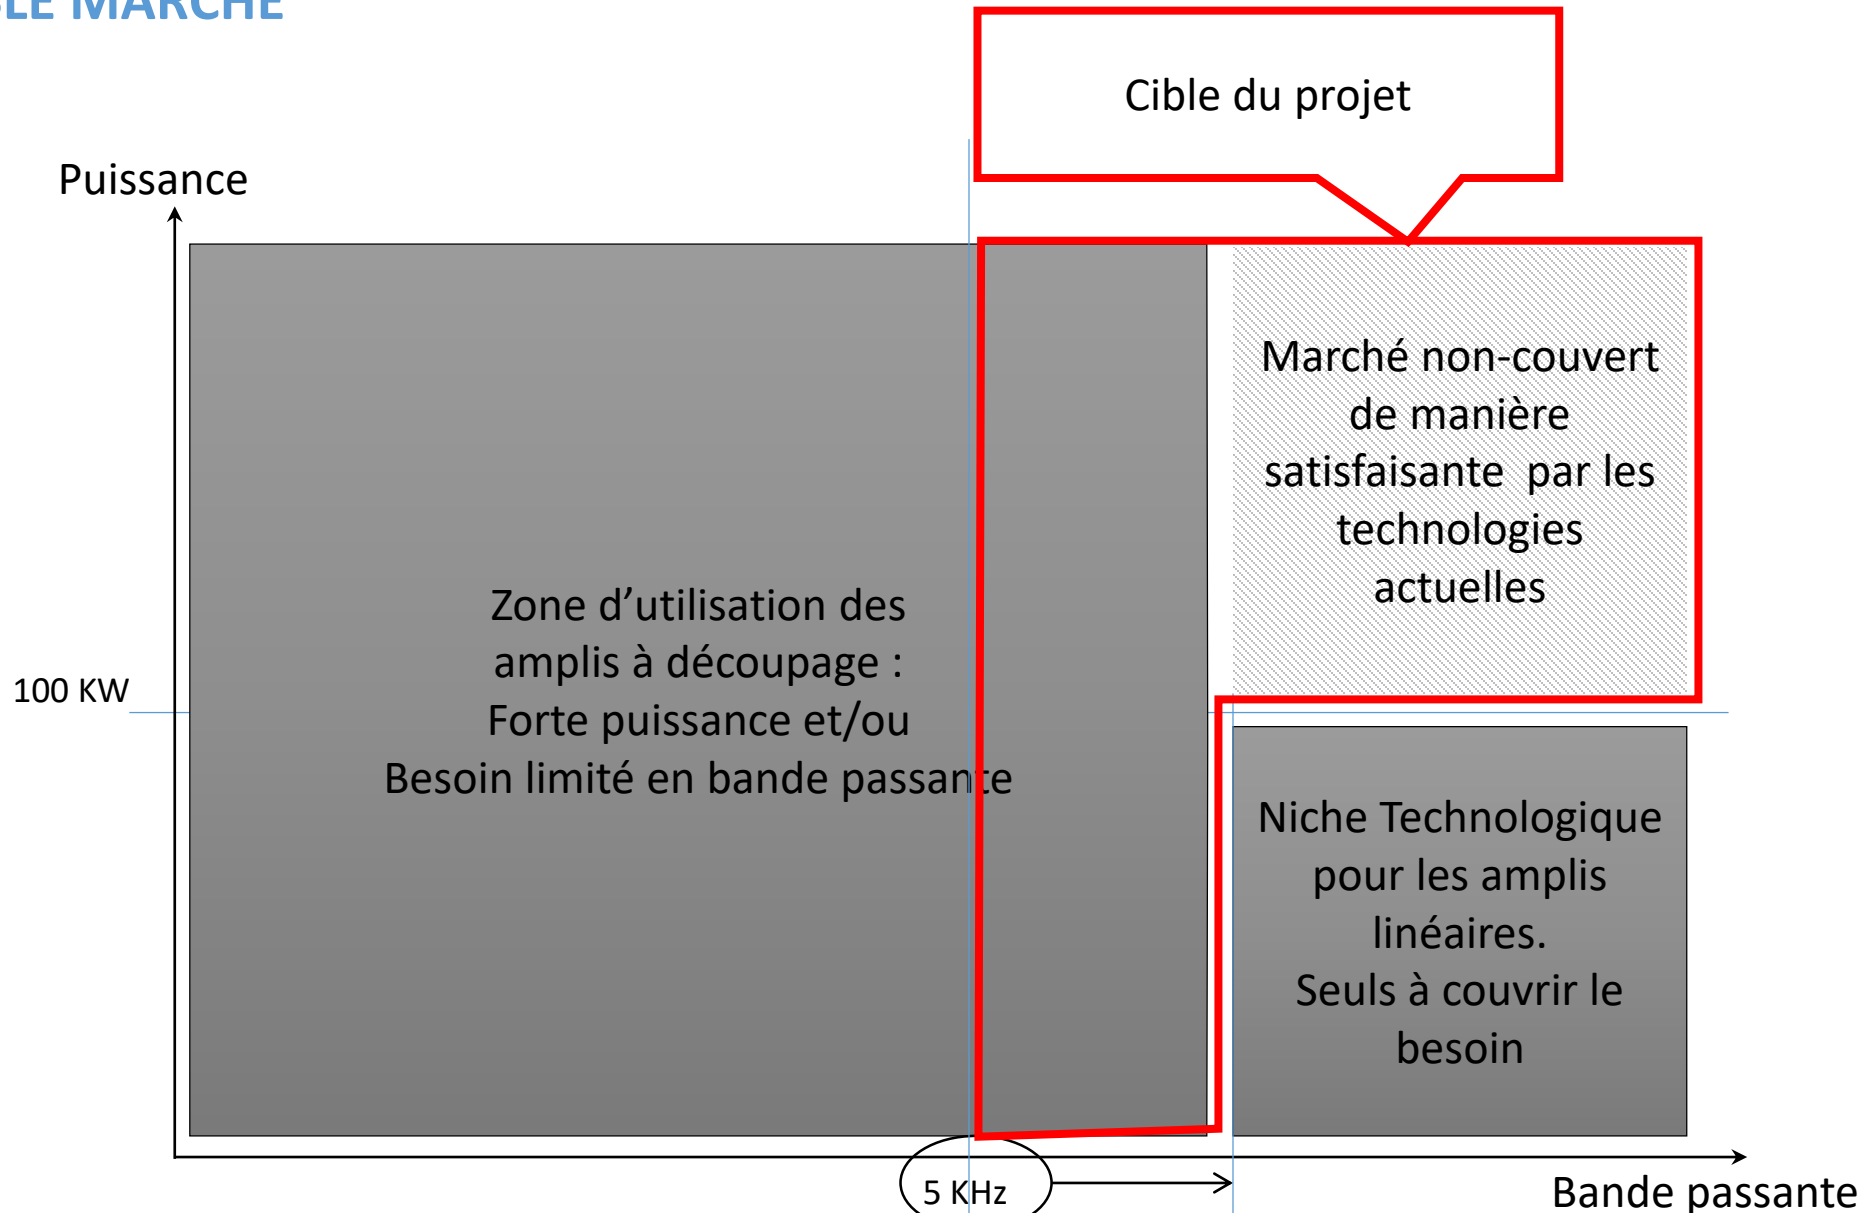 MARCHÉ
Cible du projet
Puissance
Marché non-couvert
de manière
satisfaisante par les
technologies
actuelles
Zone d’utilisation des
amplis à découpage :
Forte puissance et/ou
Besoin limité en bande passante
100 KW
Niche Technologique
pour les amplis
linéaires.
Seuls à couvrir le
besoin
5 KHz
Bande passante